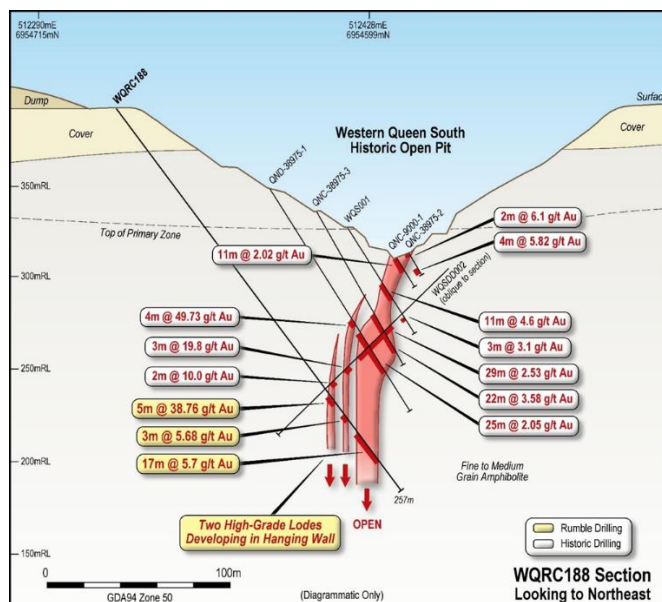 512290mE
6954715mN
512428mE
6954599mN
WQRC188
Dump
Surfac
Cover
Cover
Western Queen South
Historic Open Pit
QND-38975-1
QNC-38975-3
WQS001
QNC-9000-1
QNC-38975-2
WQSDD002
(oblique to section)
350mRL
Top of Primary Zone
300mRL
250mRL
200mRL
150mRL
2m @ 6.1 g/t Au
4m @ 5.82 g/t Au
11m @ 2.02 g/t Au
4m @ 49.73 g/t Au
3m @ 19.8 g/t Au
2m @ 10.0 g/t Au
5m @ 38.76 g/t Au
3m @ 5.68 g/t Au
17m @ 5.7 g/t Au
11m @ 4.6 g/t Au
3m @ 3.1 g/t Au
29m @ 2.53 g/t Au
22m @ 3.58 g/t Au
25m @ 2.05 g/t Au
257m
Fine to Medium
Grain Amphibolite
Two High-Grade Lodes
Developing in Hanging Wall
OPEN
Rumble Drilling
Historic Drilling
0
100m
GDA94 Zone 50
(Diagrammatic Only)
WQRC188 Section
Looking to Northeast